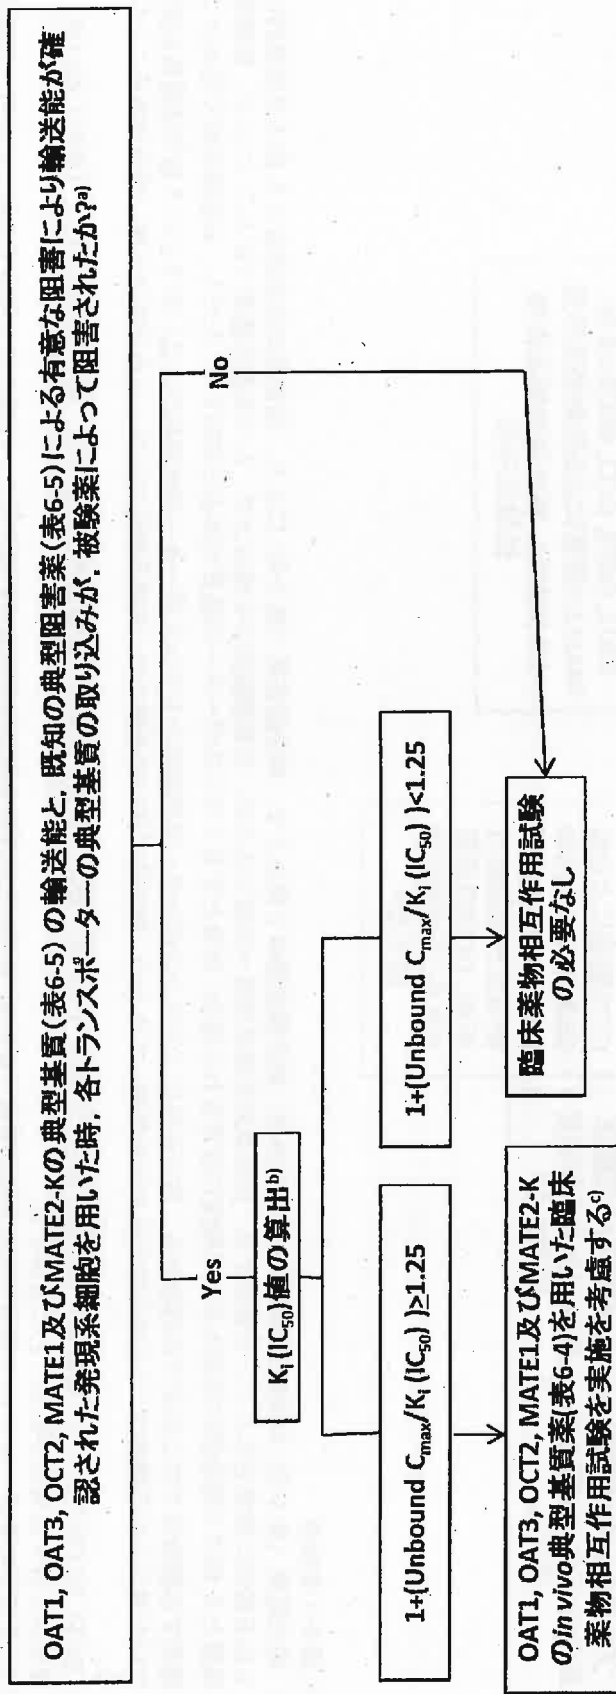 OAT1, OAT3, OCT2, MATE1及びMATE2-Kの典型基質(表6-5)の輸送能と, 既知の典型阻害薬(表6-5)による有意な阻害により輸送能が確
認された発現系細胞を用いた時, 各トランスポーターの典型基質の取り込みが, 被験薬によって阻害されたか?a)
Yes
No
Ki (IC50)値の算出b)
1+(Unbound Cmax/Ki (IC50) )≥1.25
1+(Unbound Cmax/Ki (IC50) )<1.25
OAT1, OAT3, OCT2, MATE1及びMATE2-K
のin vivo典型基質薬(表6-4)を用いた臨床
薬物相互作用試験を実施を考慮するc)
臨床薬物相互作用試験
の必要なし